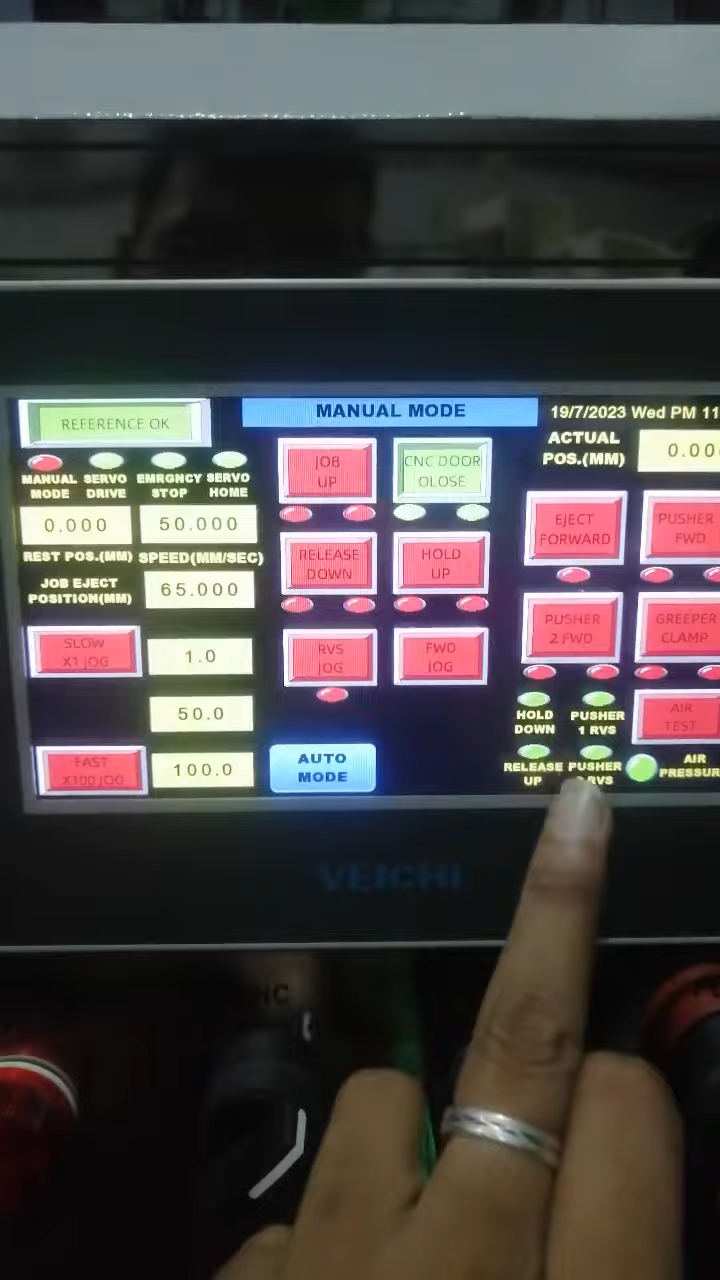 REFERENCE OK
MANUAL MODE
19/7/2023 Wed PM 11
MANUAL MODE
SERVO DRIVE
EMRGNCY STOP
SERVO HOME
JOB UP
CNC DOOR OLOSE
ACTUAL POS.(MM)
0.00
0.000
50.000
REST POS.(MM)
SPEED(MM/SEC)
JOB EJECT POSITION(MM)
65.000
RELEASE DOWN
HOLD UP
EJECT FORWARD
PUSHER FWD
SLOW X1 JOG
1.0
RVS JOG
FWD JOG
PUSHER 2 FWD
GREEPER CLAMP
50.0
HOLD DOWN
PUSHER 1 RVS
AIR TEST
FAST X100 JOG
100.0
AUTO MODE
RELEASE UP
PUSHER RVS
AIR PRESSUR
VEICHI